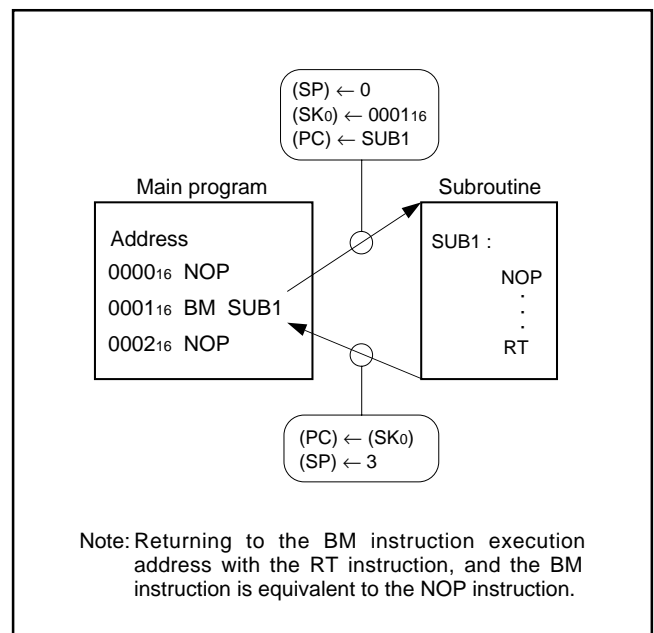 (SP) ← 0
(SK₀) ← 0001₁₆
(PC) ← SUB1
Main program
Subroutine
Address
0000₁₆ NOP
0001₁₆ BM SUB1
0002₁₆ NOP
SUB1 :
NOP
·
·
·
RT
(PC) ← (SK₀)
(SP) ← 3
Note: Returning to the BM instruction execution
address with the RT instruction, and the BM
instruction is equivalent to the NOP instruction.